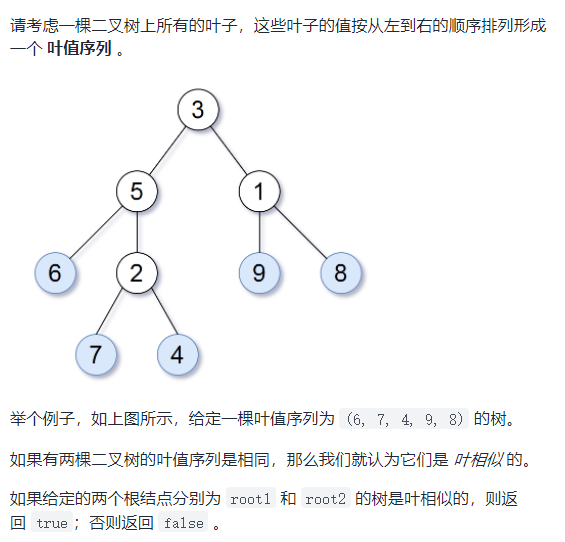 请考虑一棵二叉树上所有的叶子，这些叶子的值按从左到右的顺序排列形成
一个 叶值序列 。
3
5
1
6
2
9
8
7
4
举个例子，如上图所示，给定一棵叶值序列为 (6, 7, 4, 9, 8) 的树。
如果有两棵二叉树的叶值序列是相同，那么我们就认为它们是 叶相似 的。
如果给定的两个根结点分别为 root1 和 root2 的树是叶相似的，则返
回 true；否则返回 false 。